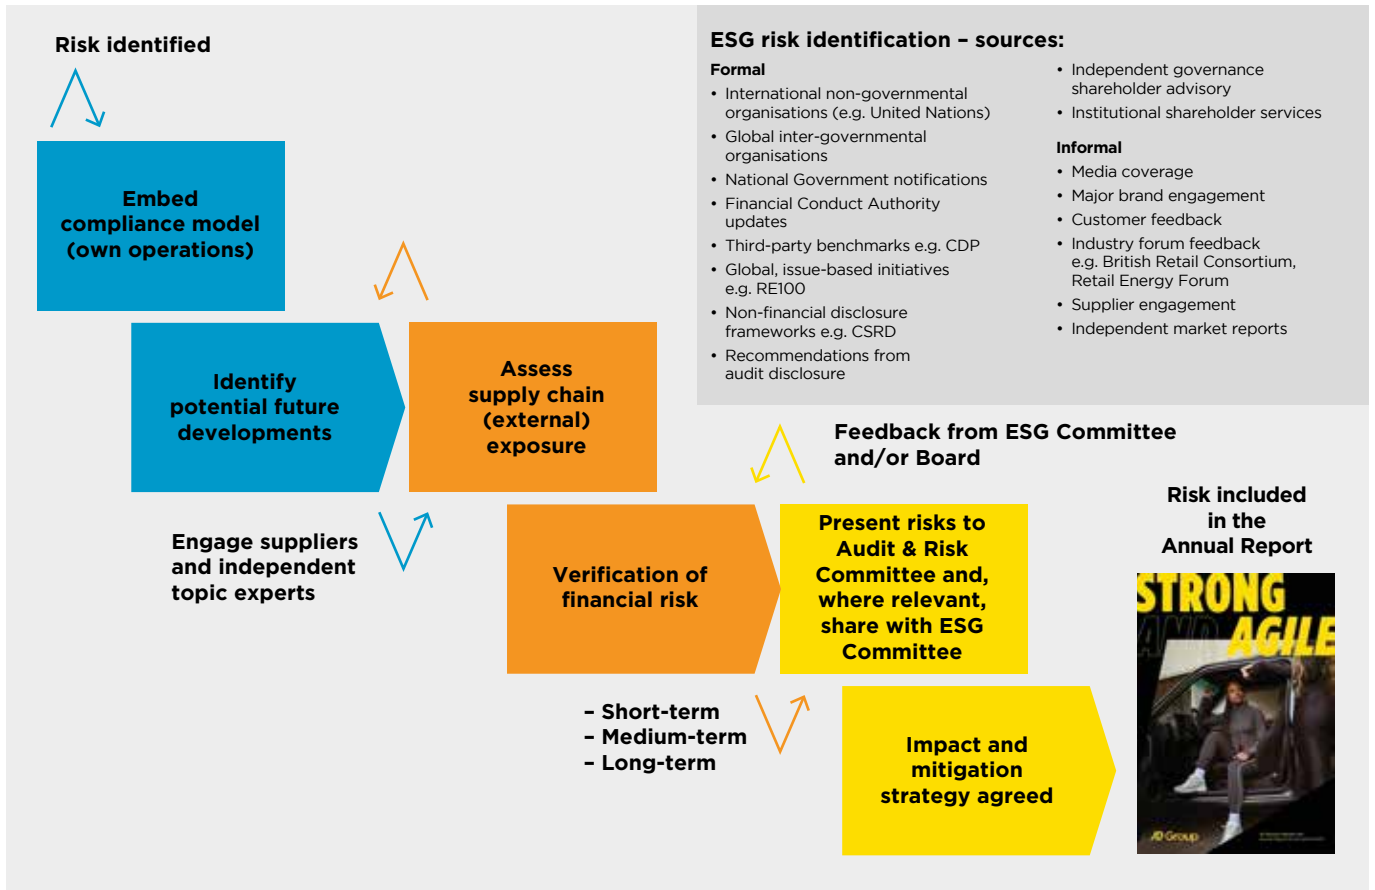 Risk identified
Embed
compliance model
(own operations)
Identify
potential future
developments
Engage suppliers
and independent
topic experts
Assess
supply chain
(external)
exposure
Verification of
financial risk
– Short-term
– Medium-term
– Long-term
ESG risk identification – sources:
Formal
• International non-governmental
organisations (e.g. United Nations)
• Global inter-governmental
organisations
• National Government notifications
• Financial Conduct Authority
updates
• Third-party benchmarks e.g. CDP
• Global, issue-based initiatives
e.g. RE100
• Non-financial disclosure
frameworks e.g. CSRD
• Recommendations from
audit disclosure
• Independent governance
shareholder advisory
• Institutional shareholder services
Informal
• Media coverage
• Major brand engagement
• Customer feedback
• Industry forum feedback
e.g. British Retail Consortium,
Retail Energy Forum
• Supplier engagement
• Independent market reports
Feedback from ESG Committee
and/or Board
Present risks to
Audit & Risk
Committee and,
where relevant,
share with ESG
Committee
Impact and
mitigation
strategy agreed
Risk included
in the
Annual Report
STRONG
AND AGILE
JD Group